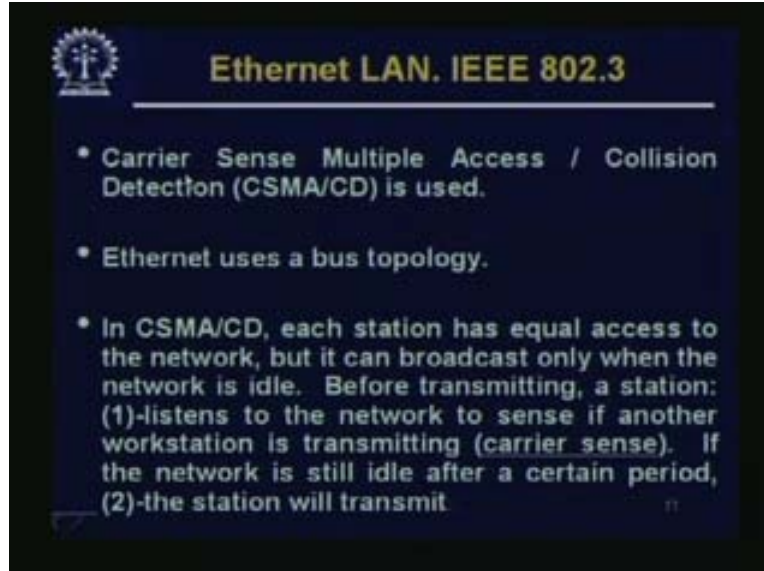 Ethernet LAN. IEEE 802.3
• Carrier Sense Multiple Access / Collision
Detection (CSMA/CD) is used.
• Ethernet uses a bus topology.
• In CSMA/CD, each station has equal access to
the network, but it can broadcast only when the
network is idle. Before transmitting, a station:
(1)-listens to the network to sense if another
workstation is transmitting (carrier sense). If
the network is still idle after a certain period,
(2)-the station will transmit